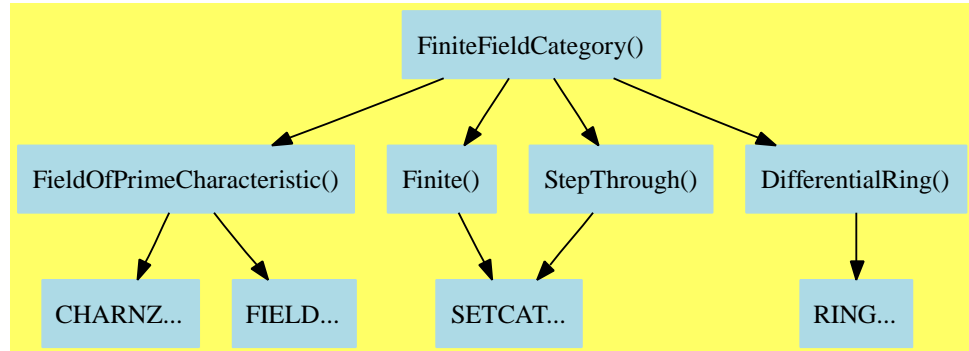 FiniteFieldCategory()
FieldOfPrimeCharacteristic()
Finite()
StepThrough()
DifferentialRing()
CHARNZ...
FIELD...
SETCAT...
RING...